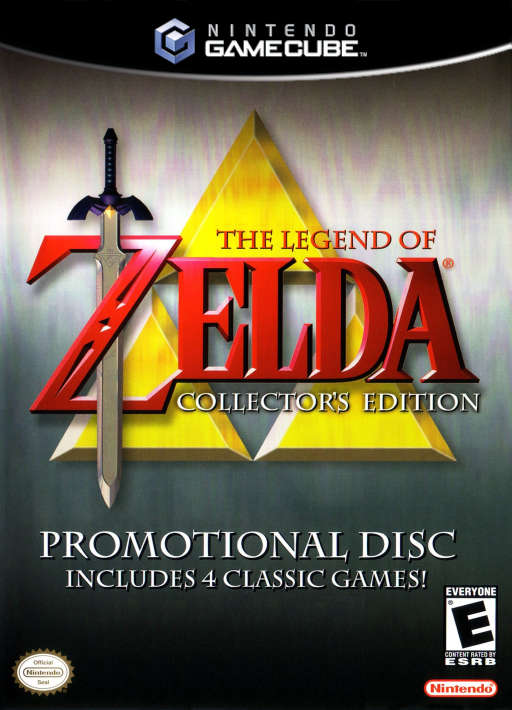 NINTENDO
GAMECUBE™
THE LEGEND OF
ZELDA®
COLLECTOR'S EDITION
PROMOTIONAL DISC
INCLUDES 4 CLASSIC GAMES!
EVERYONE
E
CONTENT RATED BY
ESRB
Official
Nintendo
Seal
Nintendo